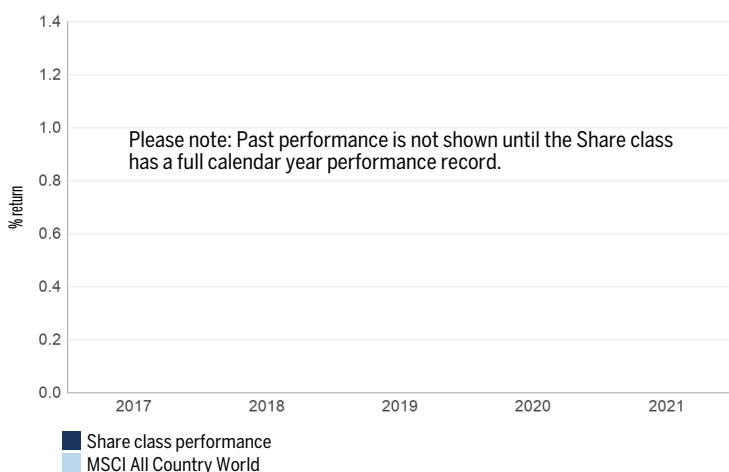 1.4
1.2
1.0
Please note: Past performance is not shown until the Share class
has a full calendar year performance record.
0.8
% return
0.6
0.4
0.2
0.0
2017 2018 2019 2020 2021
Share class performance
MSCI All Country World